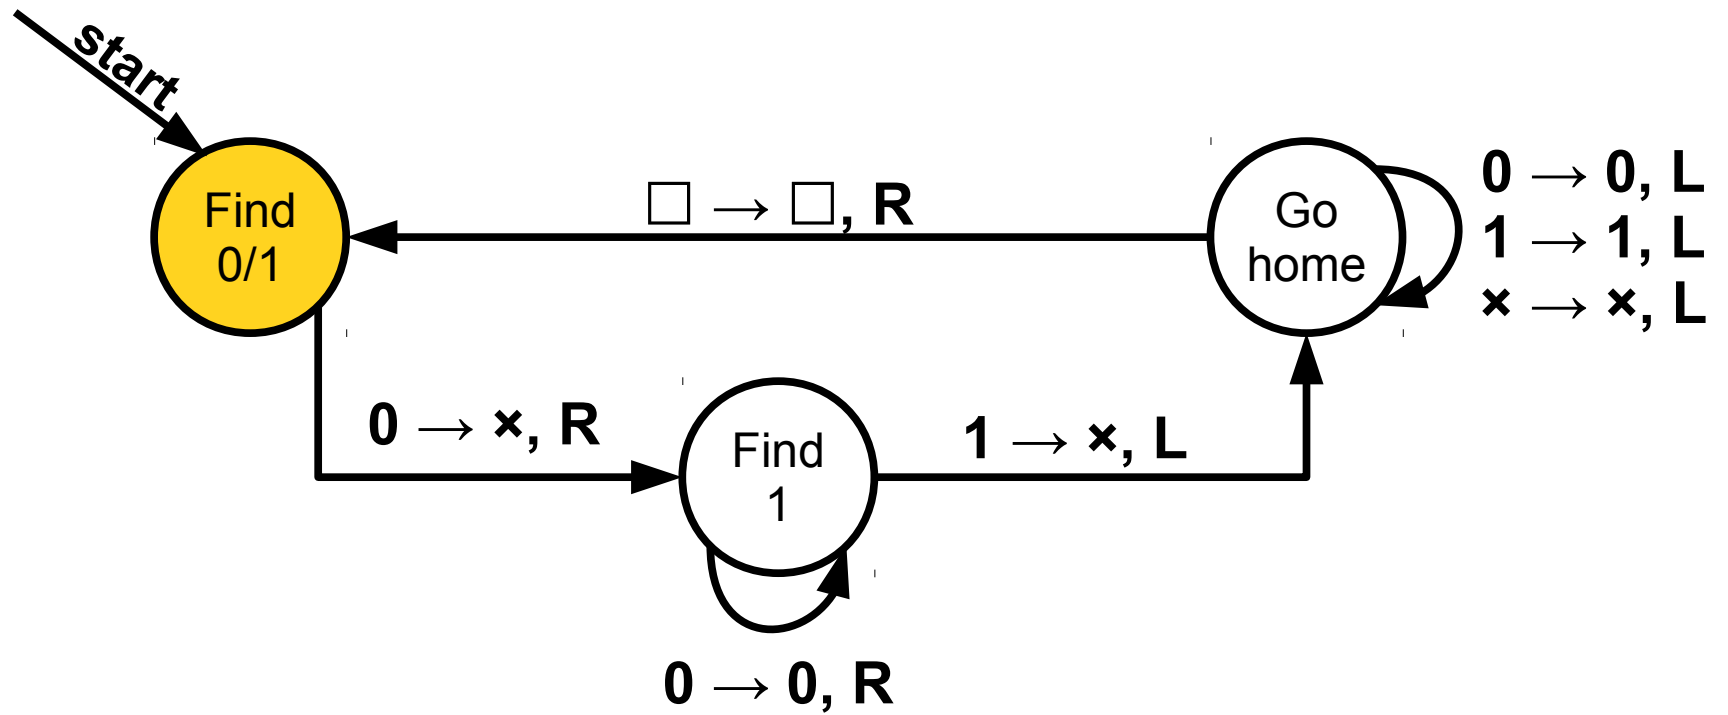 start
Find
0/1
□ → □, R
Go
home
0 → 0, L
1 → 1, L
× → ×, L
0 → ×, R
Find
1
1 → ×, L
0 → 0, R